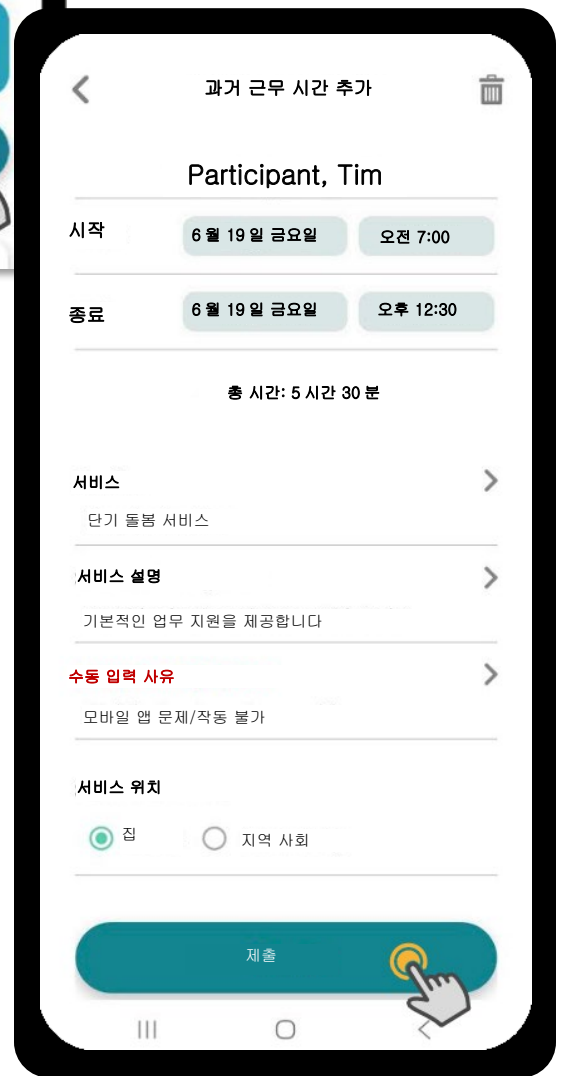 과거 근무 시간 추가
Participant, Tim
시작 6월 19일 금요일 오전 7:00
종료 6월 19일 금요일 오후 12:30
총 시간: 5시간 30분
서비스
단기 돌봄 서비스
서비스 설명
기본적인 업무 지원을 제공합니다
수동 입력 사유
모바일 앱 문제/작동 불가
서비스 위치
집 지역 사회
제출